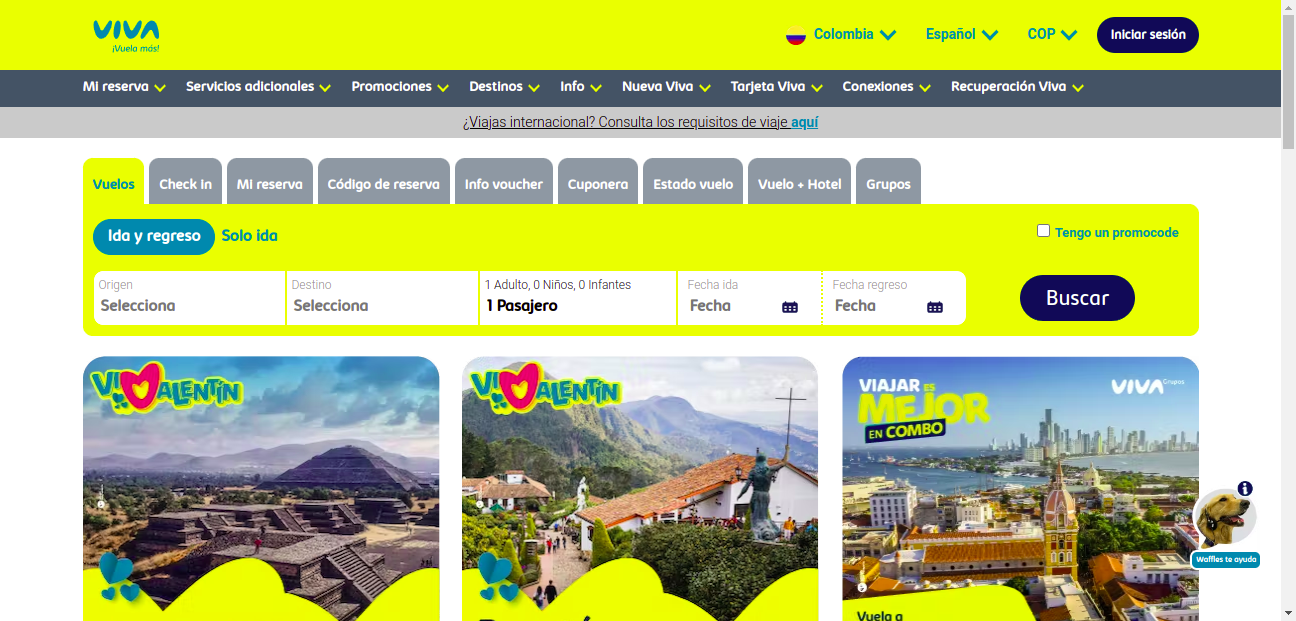 VIVA
¡Vuela más!
Colombia
Español
COP
Iniciar sesión
Mi reserva
Servicios adicionales
Promociones
Destinos
Info
Nueva Viva
Tarjeta Viva
Conexiones
Recuperación Viva
¿Viajas internacional? Consulta los requisitos de viaje aquí
Vuelos
Check In
Mi reserva
Código de reserva
Info voucher
Cuponera
Estado vuelo
Vuelo + Hotel
Grupos
Ida y regreso
Solo ida
Tengo un promocode
Origen
Selecciona
Destino
Selecciona
1 Adulto, 0 Niños, 0 Infantes
1 Pasajero
Fecha ida
Fecha
Fecha regreso
Fecha
Buscar
VIVALENTÍN
VIVALENTÍN
VIAJAR ES
MEJOR
EN COMBO
VIVA Grupos
Waffles te ayuda
Vuela a